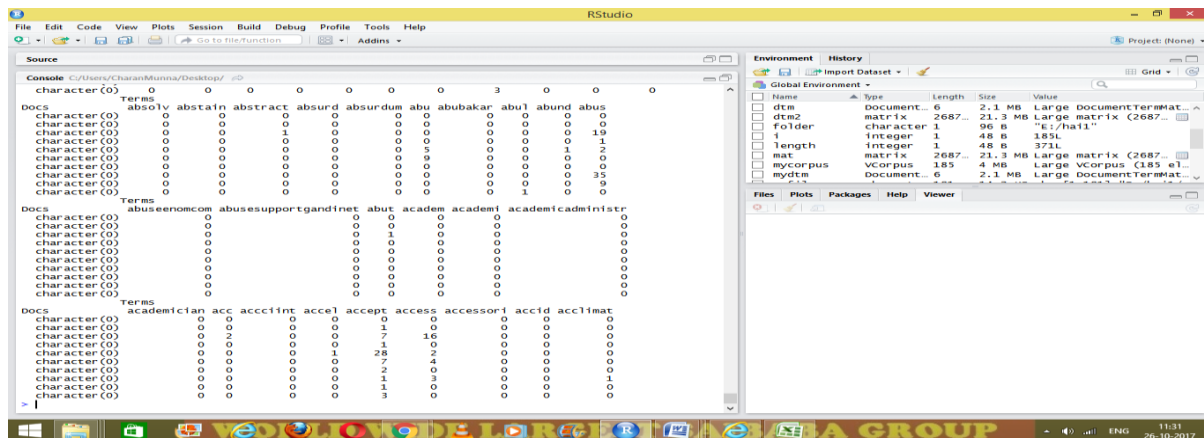 RStudio
File Edit Code View Plots Session Build Debug Profile Tools Help
Go to file/function Addins Project: (None)
Source
Console C:/Users/CharanMunna/Desktop/
character(0) 0 0 0 0 0 0 3 0 0 0
Terms
Docs absolv abstain abstract absurd absurdum abu abubakar abul abund abus
character(0) 0 0 0 0 0 0 0 0 0 0
character(0) 0 0 0 0 0 0 0 0 0 0
character(0) 0 0 1 0 0 0 0 0 0 19
character(0) 0 0 0 0 0 0 0 0 0 1
character(0) 0 0 0 0 0 5 0 0 1 2
character(0) 0 0 0 0 0 9 0 0 0 0
character(0) 0 0 0 0 0 0 0 0 0 0
character(0) 0 0 0 0 0 0 0 0 0 35
character(0) 0 0 0 0 0 0 0 0 0 9
character(0) 0 0 0 0 0 0 0 1 0 0
Terms
Docs abuseenomcom abusesupportgandinet abut academ academi academicadministr
character(0) 0 0 0 0 0 0
character(0) 0 0 0 0 0 0
character(0) 0 0 1 0 0 0
character(0) 0 0 0 0 0 0
character(0) 0 0 0 0 0 0
character(0) 0 0 0 0 0 0
character(0) 0 0 0 0 0 0
character(0) 0 0 0 0 0 0
character(0) 0 0 0 0 0 0
character(0) 0 0 0 0 0 0
Terms
Docs academician acc accciint accel accept access accessori accid acclimat
character(0) 0 0 0 0 0 0 0 0 0
character(0) 0 0 0 0 1 0 0 0 0
character(0) 0 2 0 0 7 16 0 0 0
character(0) 0 0 0 0 1 0 0 0 0
character(0) 0 0 0 1 28 2 0 0 0
character(0) 0 0 0 0 7 4 0 0 0
character(0) 0 0 0 0 2 0 0 0 0
character(0) 0 0 0 0 1 3 0 0 1
character(0) 0 0 0 0 1 0 0 0 0
character(0) 0 0 0 0 3 0 0 0 0
>
Environment History
Import Dataset Grid
Global Environment
Name Type Length Size Value
dtm Document… 6 2.1 MB Large DocumentTermMat…
dtm2 matrix 2687… 21.3 MB Large matrix (2687…
folder character 1 96 B "E:/hai1"
i integer 1 48 B 185L
length integer 1 48 B 371L
mat matrix 2687… 21.3 MB Large matrix (2687…
mycorpus VCorpus 185 4 MB Large VCorpus (185 el…
mydtm Document… 6 2.1 MB Large DocumentTermMat…
Files Plots Packages Help Viewer
GROUP
ENG 11:31
26-10-2017